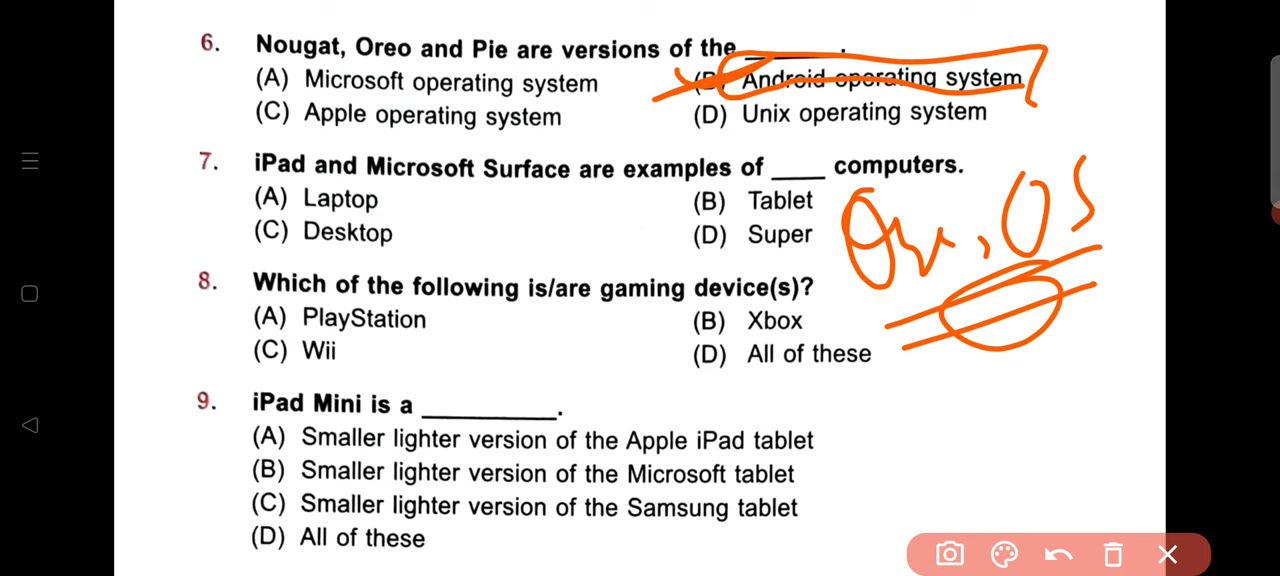 6. Nougat, Oreo and Pie are versions of the ________.
(A) Microsoft operating system (B) Android operating system
(C) Apple operating system (D) Unix operating system
7. iPad and Microsoft Surface are examples of ____ computers.
(A) Laptop (B) Tablet
(C) Desktop (D) Super
OS
8. Which of the following is/are gaming device(s)?
(A) PlayStation (B) Xbox
(C) Wii (D) All of these
9. iPad Mini is a __________.
(A) Smaller lighter version of the Apple iPad tablet
(B) Smaller lighter version of the Microsoft tablet
(C) Smaller lighter version of the Samsung tablet
(D) All of these